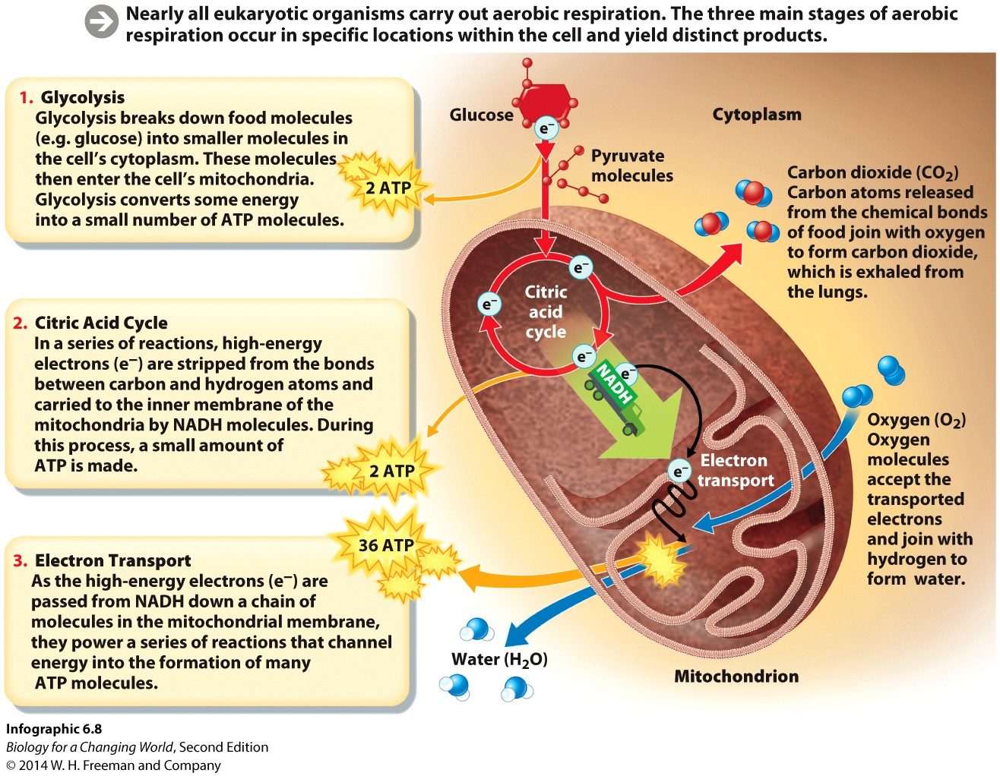 Nearly all eukaryotic organisms carry out aerobic respiration. The three main stages of aerobic
respiration occur in specific locations within the cell and yield distinct products.
1. Glycolysis
Glycolysis breaks down food molecules
(e.g. glucose) into smaller molecules in
the cell's cytoplasm. These molecules
then enter the cell's mitochondria.
Glycolysis converts some energy
into a small number of ATP molecules.
2 ATP
2. Citric Acid Cycle
In a series of reactions, high-energy
electrons (e⁻) are stripped from the bonds
between carbon and hydrogen atoms and
carried to the inner membrane of the
mitochondria by NADH molecules. During
this process, a small amount of
ATP is made.
2 ATP
36 ATP
3. Electron Transport
As the high-energy electrons (e⁻) are
passed from NADH down a chain of
molecules in the mitochondrial membrane,
they power a series of reactions that channel
energy into the formation of many
ATP molecules.
Glucose
e⁻
Cytoplasm
Pyruvate
molecules
Carbon dioxide (CO₂)
Carbon atoms released
from the chemical bonds
of food join with oxygen
to form carbon dioxide,
which is exhaled from
the lungs.
e⁻
e⁻
Citric
acid
cycle
e⁻
e⁻
NADH
Oxygen (O₂)
Oxygen
molecules
accept the
transported
electrons
and join with
hydrogen to
form water.
e⁻
Electron
transport
Water (H₂O)
Mitochondrion
Infographic 6.8
Biology for a Changing World, Second Edition
© 2014 W. H. Freeman and Company